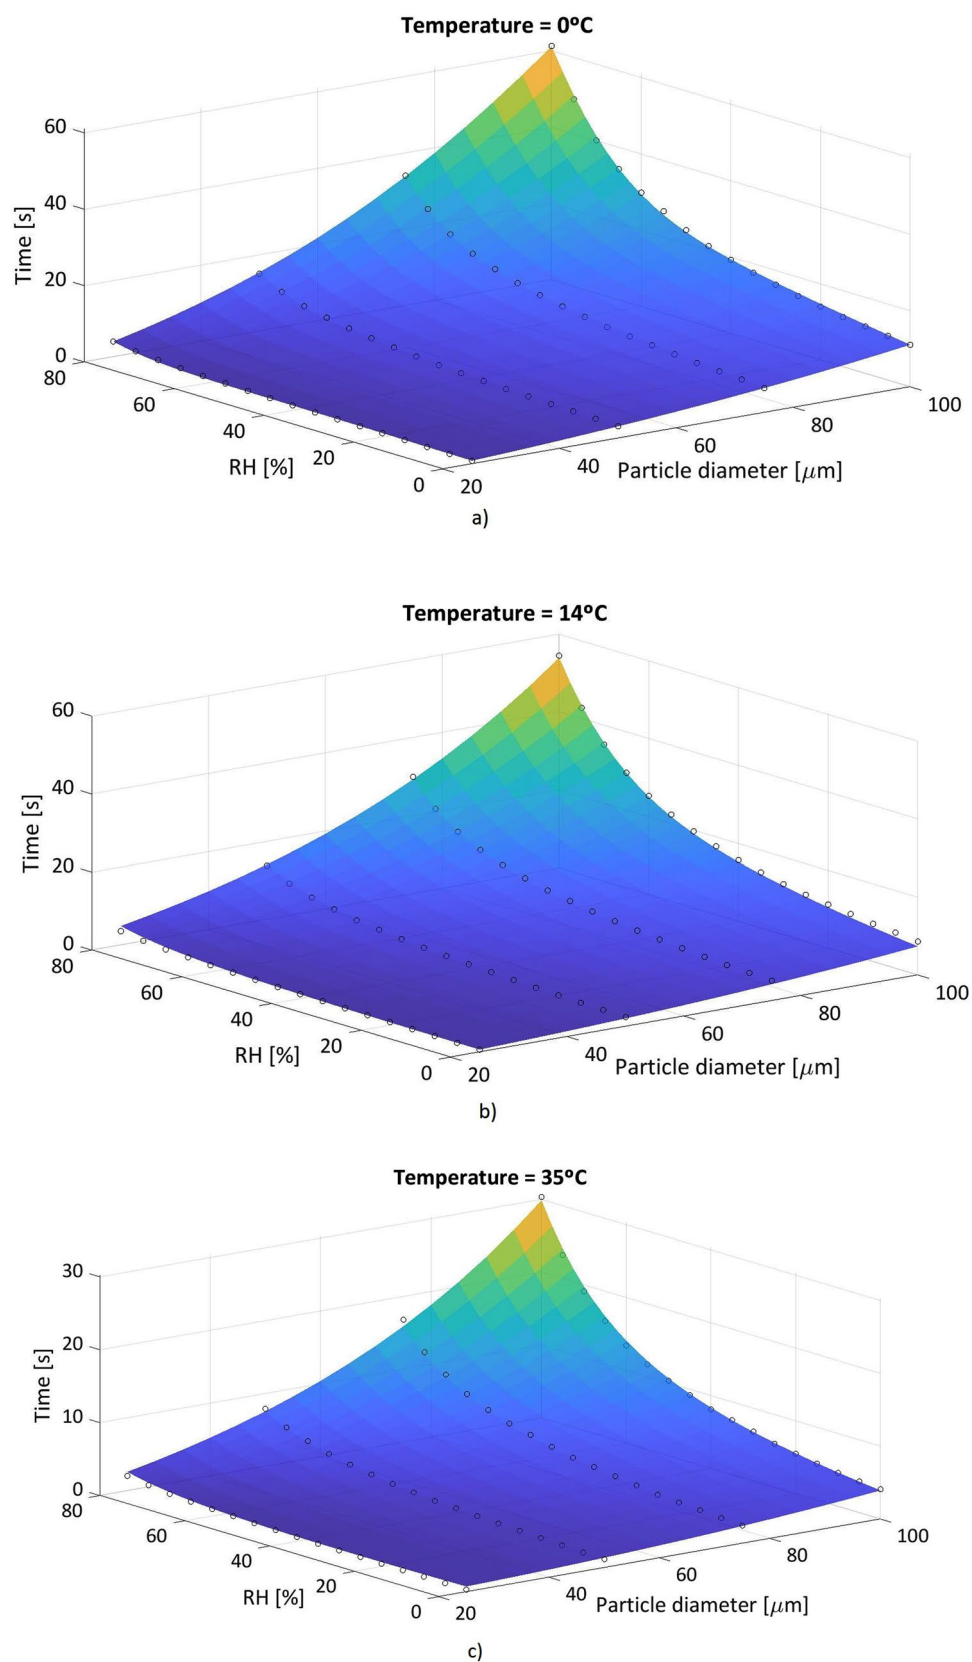 Temperature = 0ºC
60
40
20
0
Time [s]
80
60
40
20
0
RH [%]
20
40
60
80
100
Particle diameter [μm]
a)
Temperature = 14ºC
60
40
20
0
Time [s]
80
60
40
20
0
RH [%]
20
40
60
80
100
Particle diameter [μm]
b)
Temperature = 35ºC
30
20
10
0
Time [s]
80
60
40
20
0
RH [%]
20
40
60
80
100
Particle diameter [μm]
c)